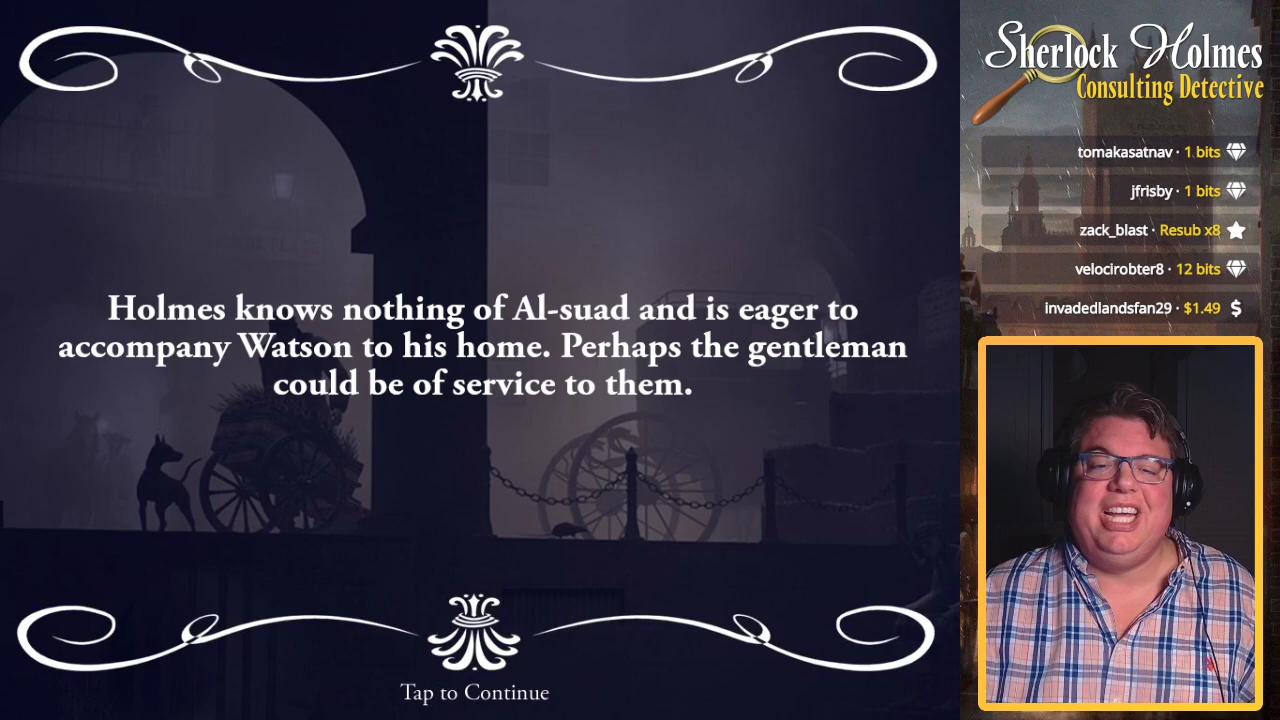 Holmes knows nothing of Al-suad and is eager to
accompany Watson to his home. Perhaps the gentleman
could be of service to them.
Tap to Continue
Sherlock Holmes
Consulting Detective
tomakasatnav · 1 bits
jfrisby · 1 bits
zack_blast · Resub x8
velocirobter8 · 12 bits
invadedlandsfan29 · $1.49 $